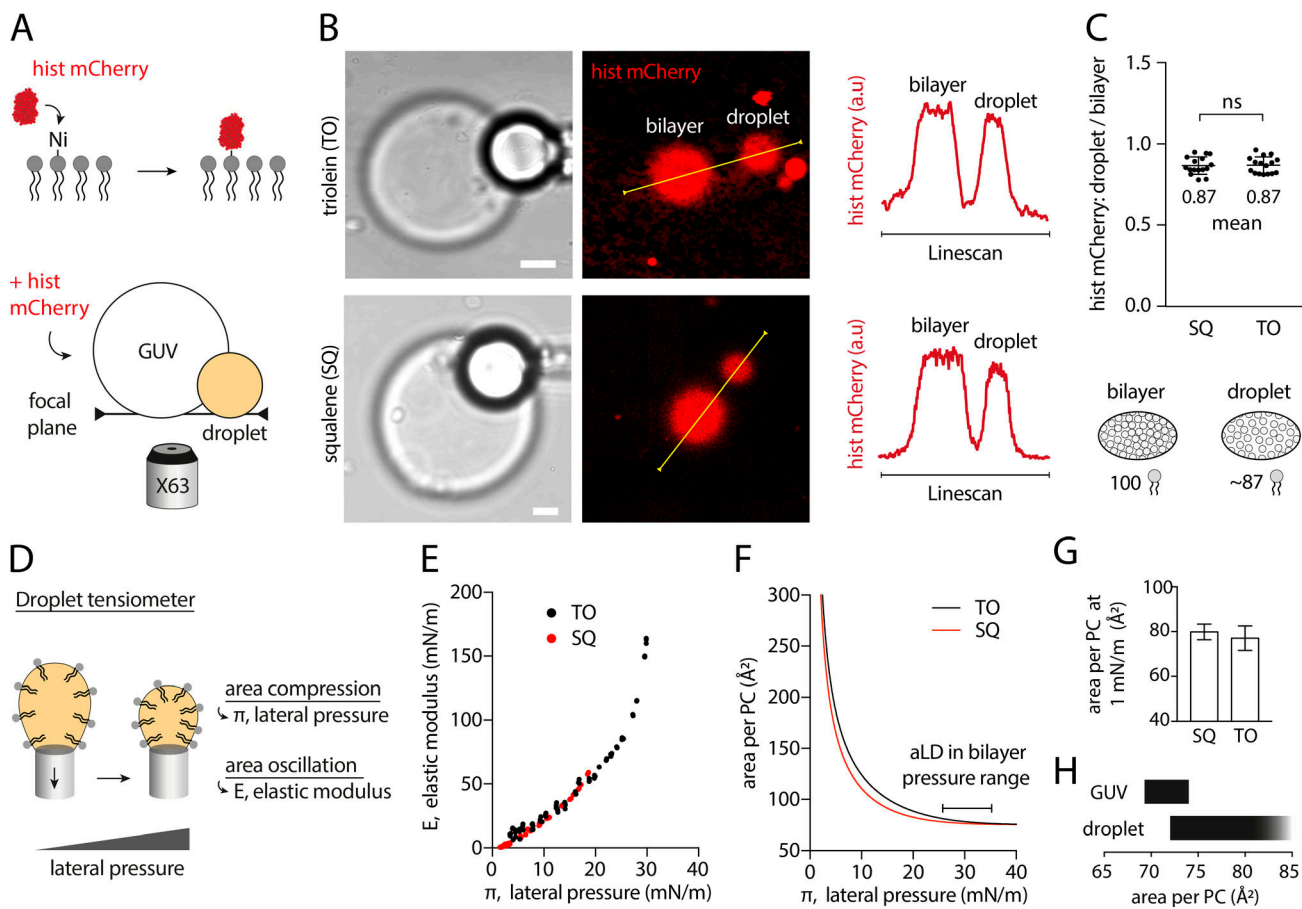 A
hist mCherry
Ni
+ hist
mCherry
GUV
focal
plane
droplet
X63
B
triolein (TO)
hist mCherry
bilayer
droplet
hist mCherry (a.u)
bilayer
droplet
Linescan
squalene (SQ)
hist mCherry (a.u)
bilayer
droplet
Linescan
C
hist mCherry: droplet / bilayer
1.5
1.0
0.5
0.0
ns
0.87
0.87
mean
SQ
TO
bilayer
droplet
100
~87
D
Droplet tensiometer
area compression
π, lateral pressure
area oscillation
E, elastic modulus
lateral pressure
E
E, elastic modulus (mN/m)
200
150
100
50
0
TO
SQ
0
10
20
30
40
π, lateral pressure (mN/m)
F
area per PC (Å²)
300
250
200
150
100
50
TO
SQ
aLD in bilayer
pressure range
0
10
20
30
40
π, lateral pressure (mN/m)
G
area per PC at
1 mN/m (Å²)
100
80
60
40
SQ
TO
H
GUV
droplet
65
70
75
80
85
area per PC (Å²)